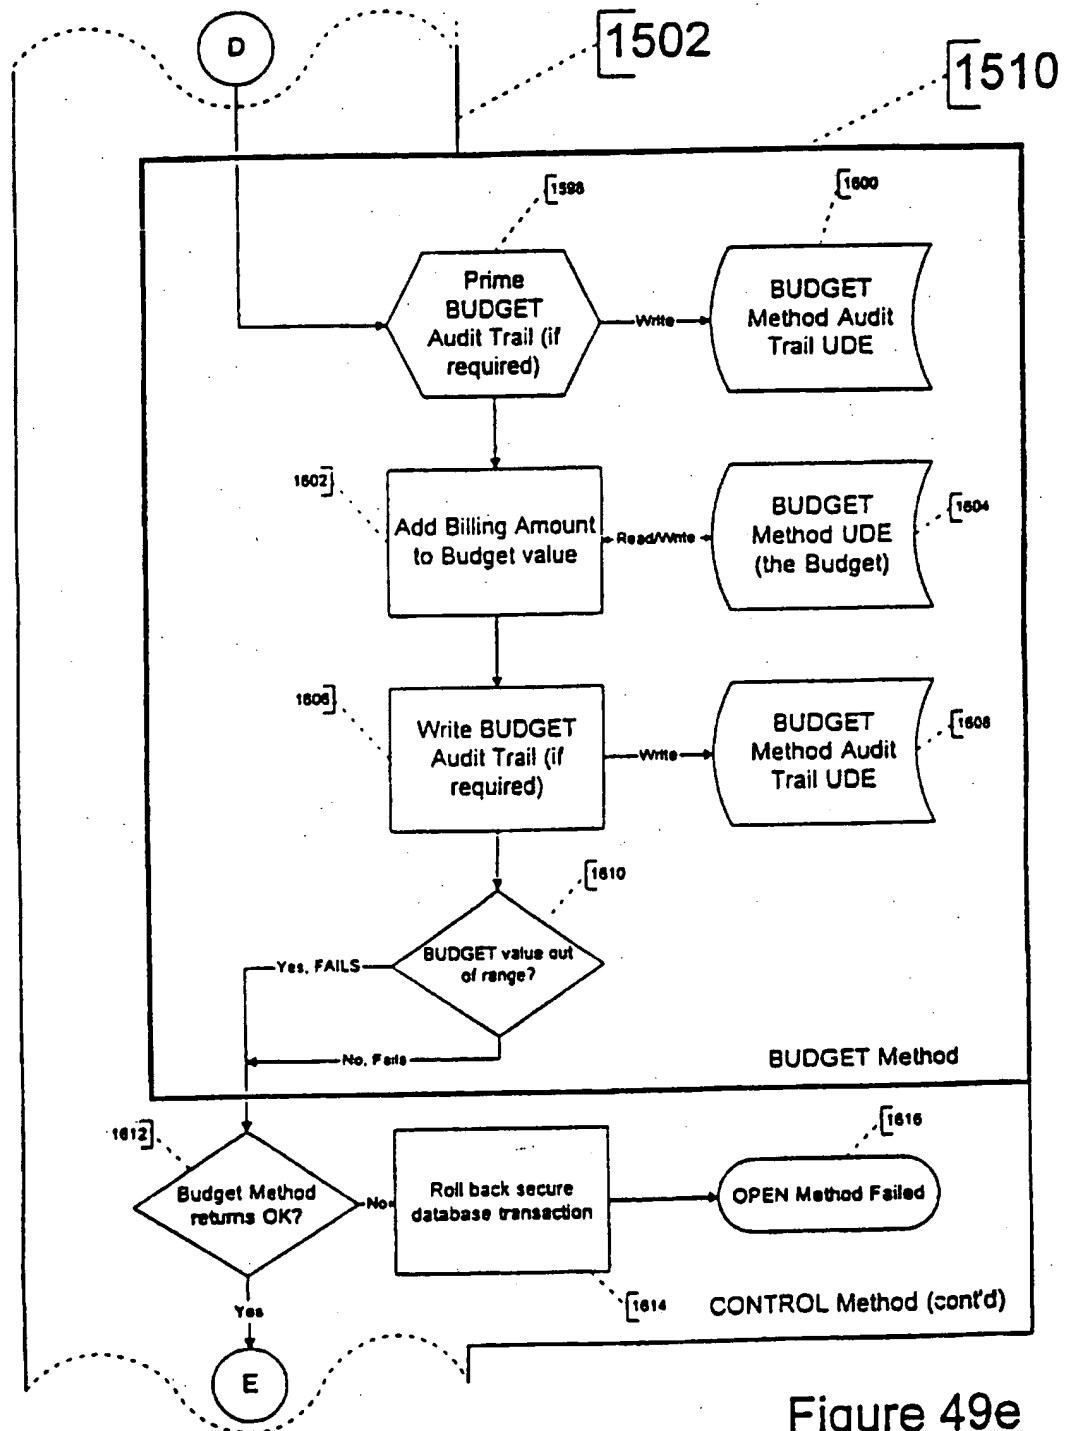 D
1502
1510
1598
1600
Prime
BUDGET
Audit Trail (if
required)
Write
BUDGET
Method Audit
Trail UDE
1602
Add Billing Amount
to Budget value
Read/Write
BUDGET
Method UDE
(the Budget)
1604
1606
Write BUDGET
Audit Trail (if
required)
Write
BUDGET
Method Audit
Trail UDE
1608
1610
BUDGET value out
of range?
Yes, FAILS
No, Fails
BUDGET Method
1612
Budget Method
returns OK?
No
Roll back secure
database transaction
1616
OPEN Method Failed
Yes
1614
CONTROL Method (cont'd)
E
Figure 49e